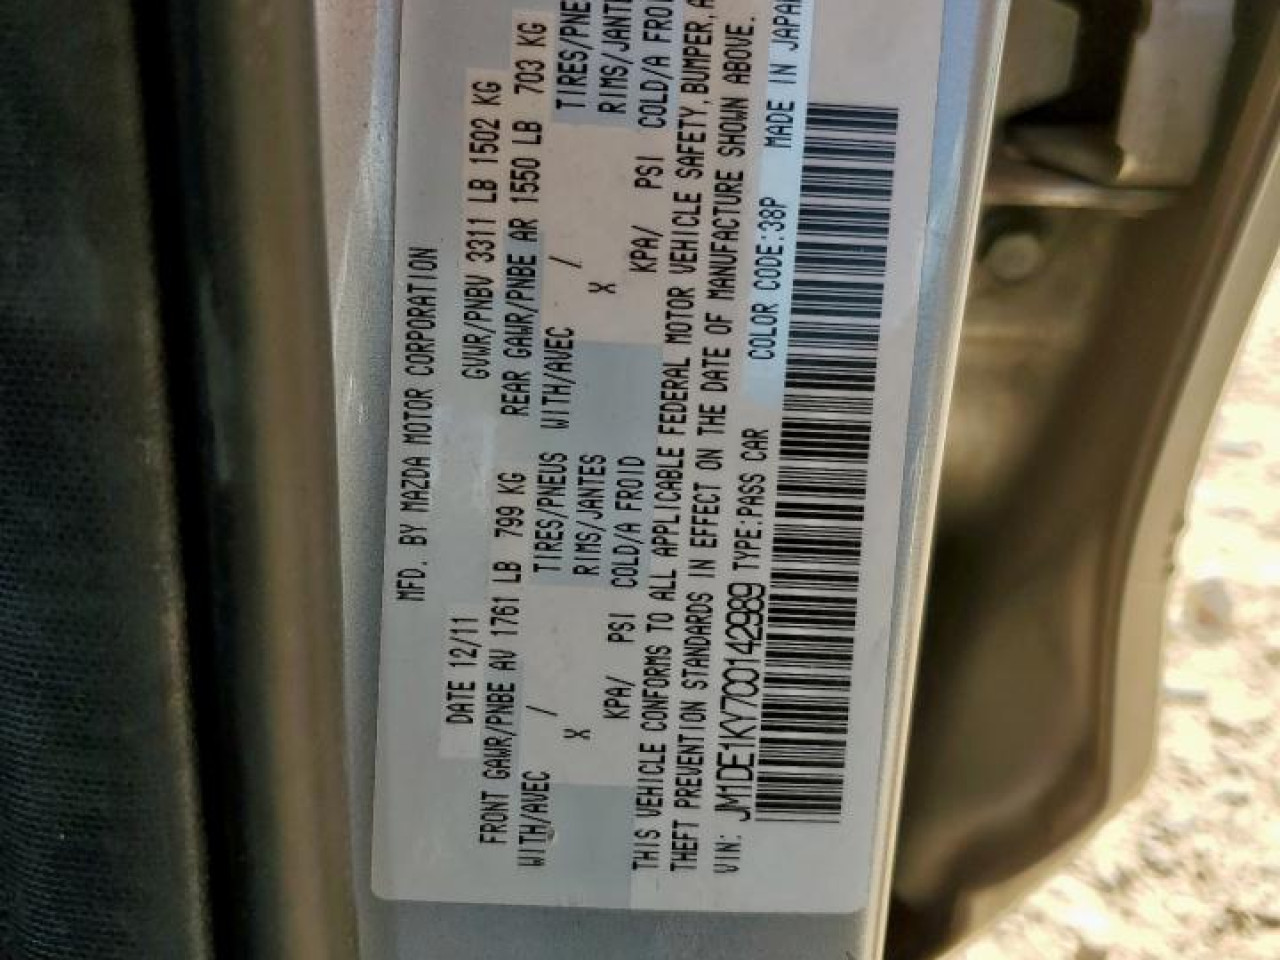 MFD. BY MAZDA MOTOR CORPORATION
DATE 12/11 GVWR/PNBV 3311 LB 1502 KG
FRONT GAWR/PNBE AV 1761 LB 799 KG REAR GAWR/PNBE AR 1550 LB 703 KG
WITH/AVEC / TIRES/PNEUS WITH/AVEC / TIRES/PNE
X RIMS/JANTES X RIMS/JANT
KPA/ PSI COLD/A FROID KPA/ PSI COLD/A FROI
THIS VEHICLE CONFORMS TO ALL APPLICABLE FEDERAL MOTOR VEHICLE SAFETY, BUMPER, A
THEFT PREVENTION STANDARDS IN EFFECT ON THE DATE OF MANUFACTURE SHOWN ABOVE.
VIN: JM1DE1KY7C0142989 TYPE:PASS CAR COLOR CODE:38P MADE IN JAPAN